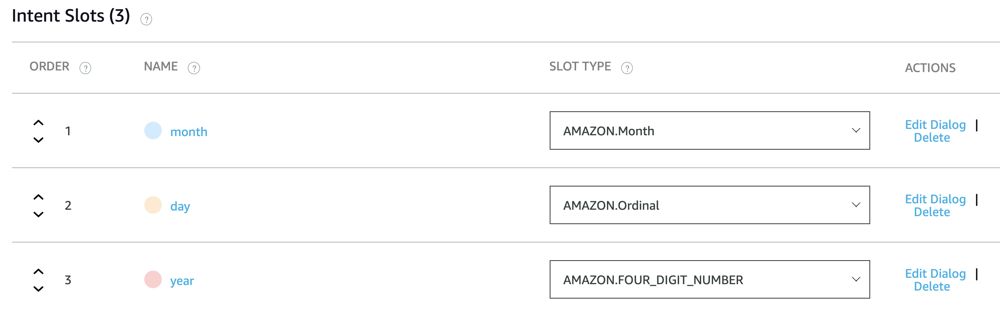 Intent Slots (3) ?
ORDER ? NAME ? SLOT TYPE ? ACTIONS
1 month AMAZON.Month Edit Dialog |
Delete
2 day AMAZON.Ordinal Edit Dialog |
Delete
3 year AMAZON.FOUR_DIGIT_NUMBER Edit Dialog |
Delete